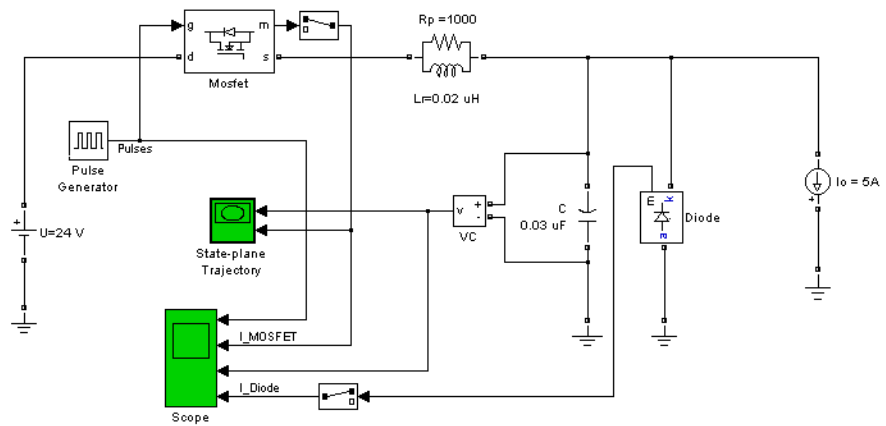 Rp =1000
g
m
d
s
Mosfet
Lr=0.02 uH
Pulses
Pulse
Generator
Io = 5A
m
k
a
Diode
+
v
-
VC
C
0.03 uF
+
U=24 V
State-plane
Trajectory
+
I_MOSFET
I_Diode
Scope